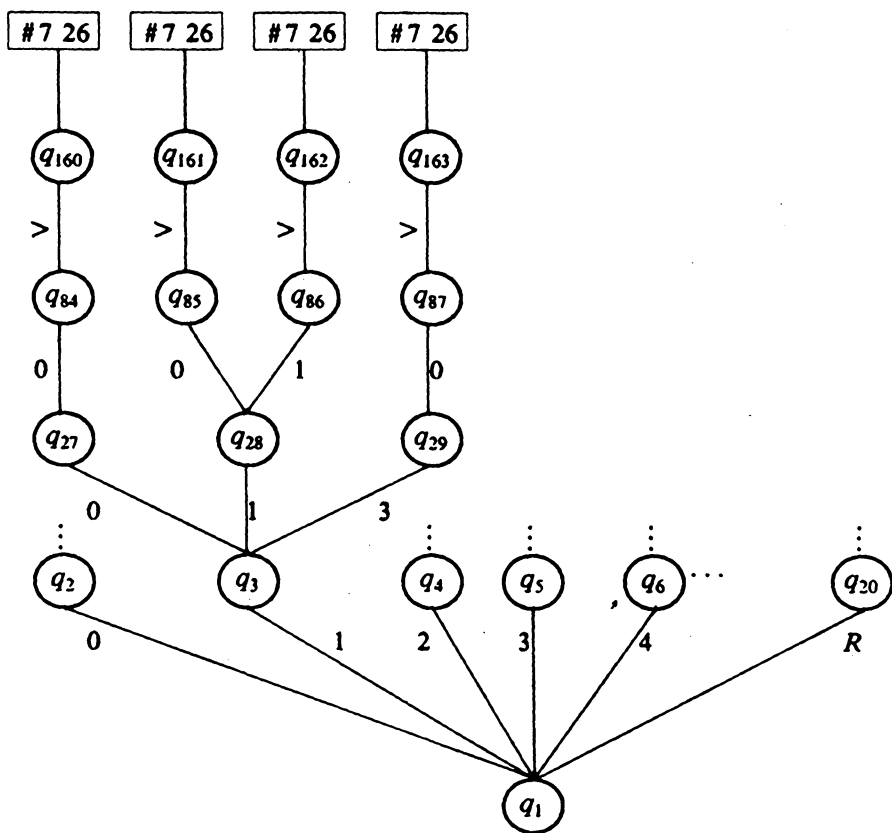 #7 26 #7 26 #7 26 #7 26
q160 q161 q162 q163
> > > >
q84 q85 q86 q87
0 0 1 0
q27 q28 q29
0 1 3
q2 q3 q4 q5 q6 ... q20
0 1 2 3 4 R
q1